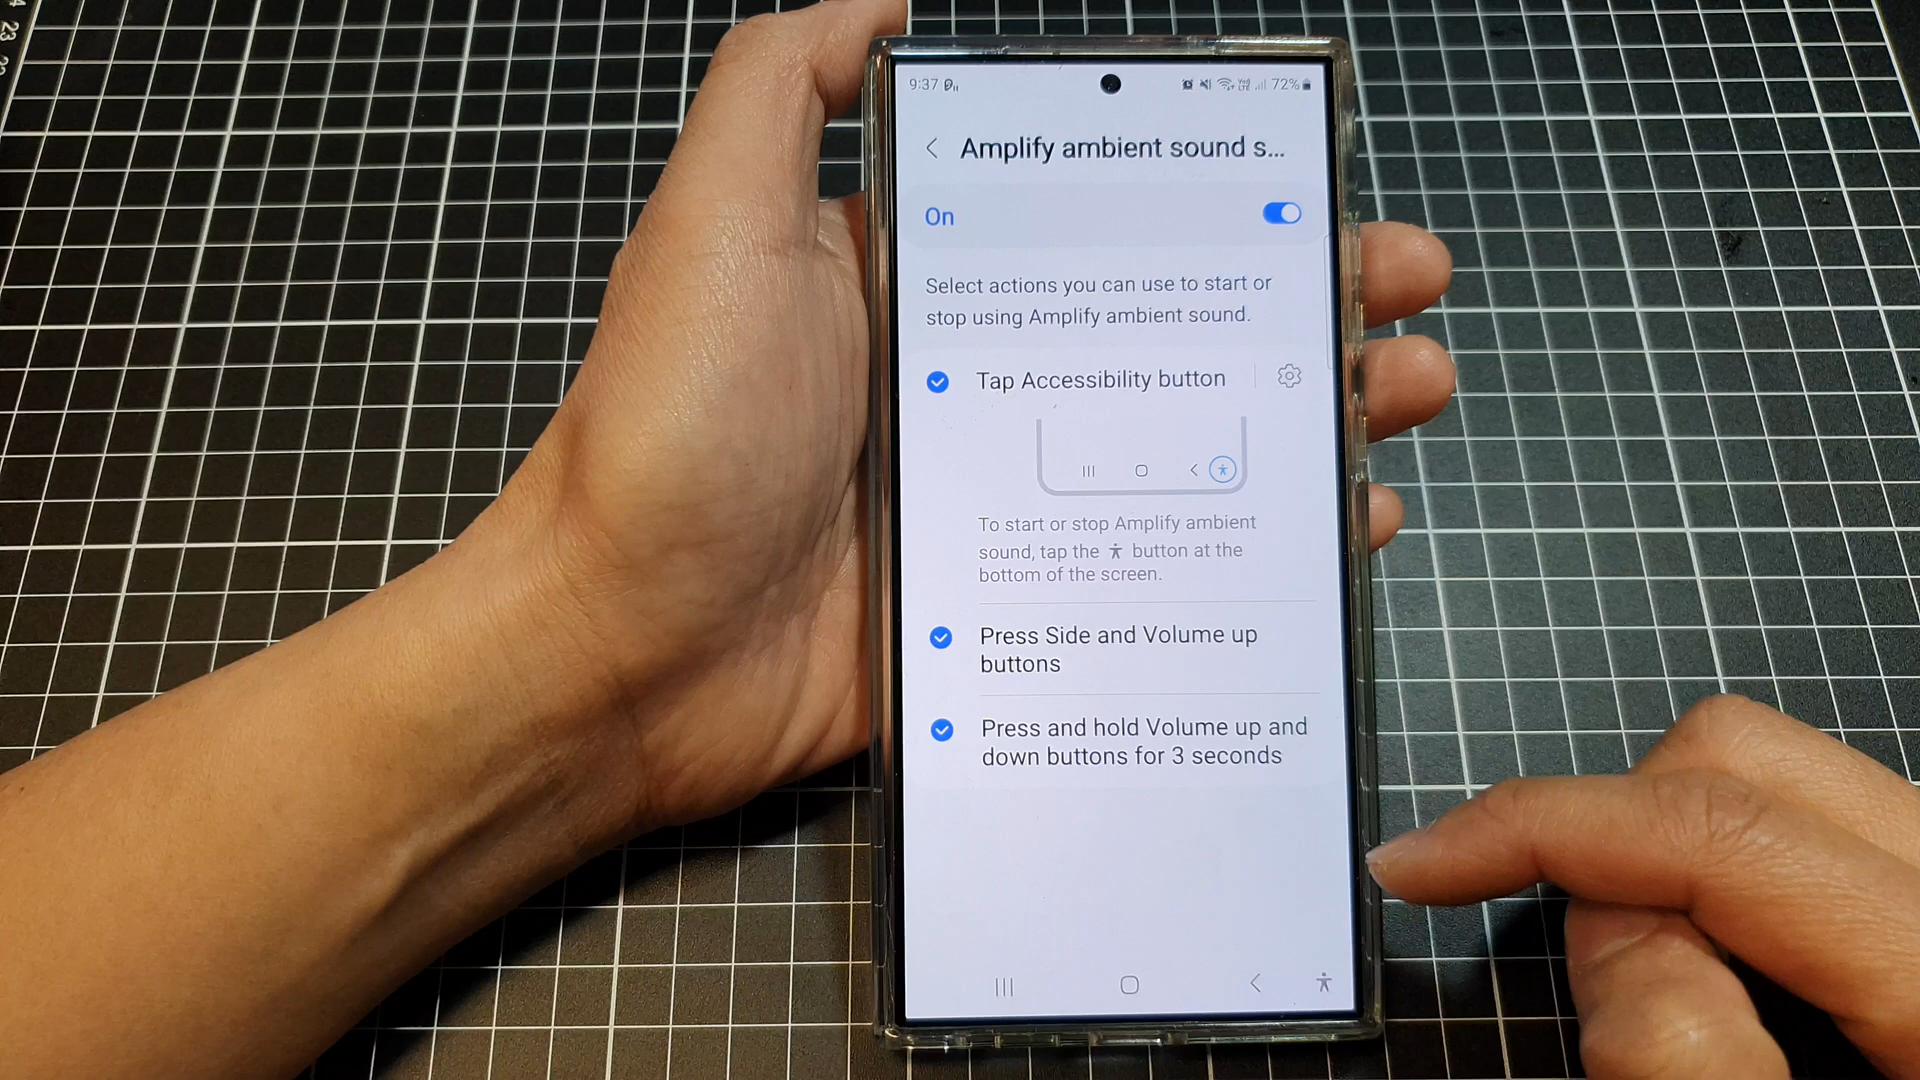 9:37
72%
Amplify ambient sound s...
On
Select actions you can use to start or
stop using Amplify ambient sound.
Tap Accessibility button
To start or stop Amplify ambient
sound, tap the button at the
bottom of the screen.
Press Side and Volume up
buttons
Press and hold Volume up and
down buttons for 3 seconds
23